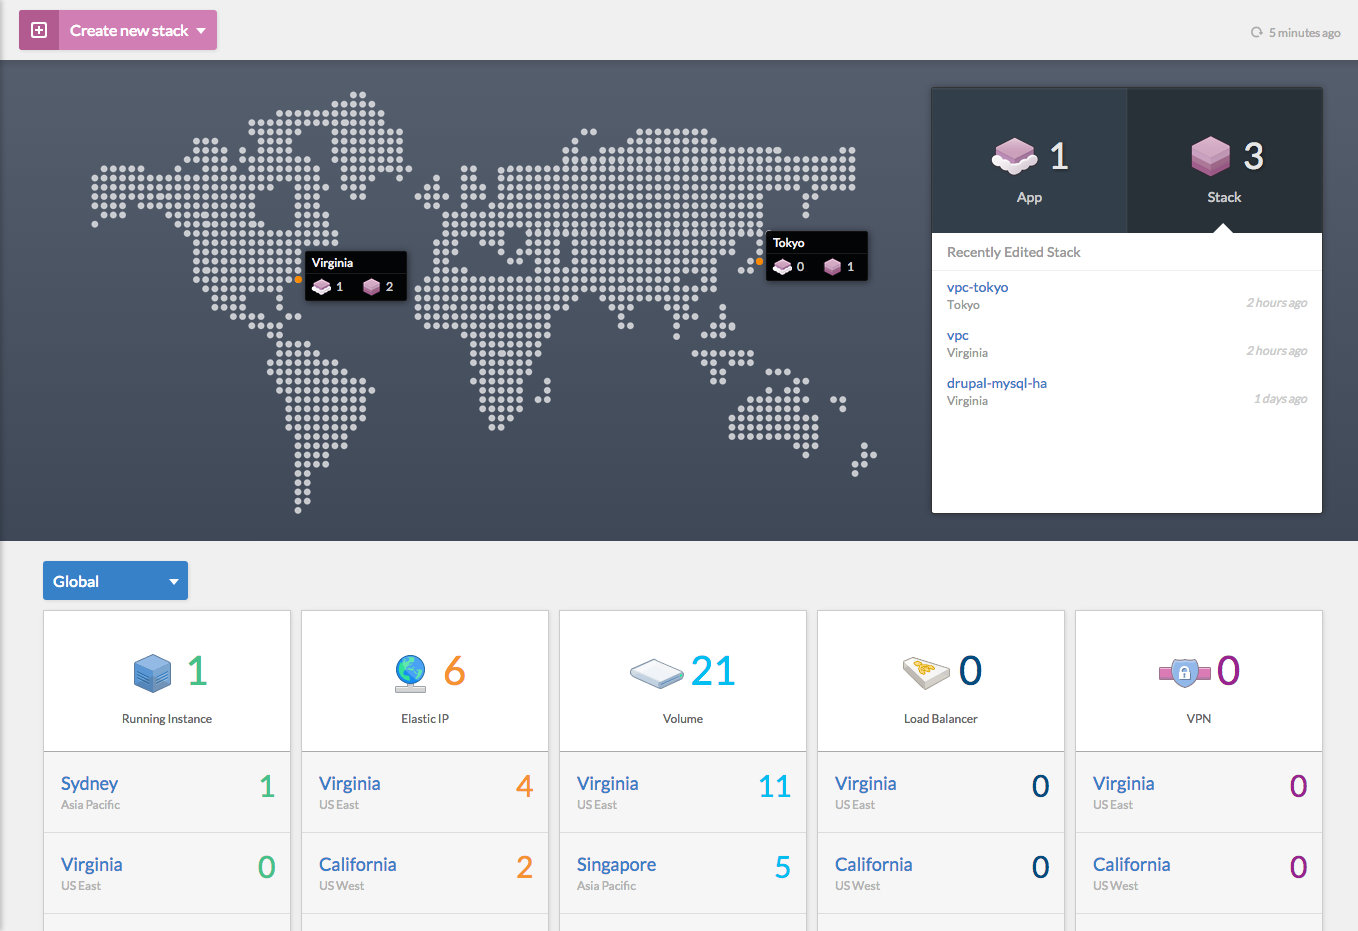 Create new stack
5 minutes ago
1
App
3
Stack
Virginia
1 2
Tokyo
0 1
Recently Edited Stack
vpc-tokyo
Tokyo
2 hours ago
vpc
Virginia
2 hours ago
drupal-mysql-ha
Virginia
1 days ago
Global
1
Running Instance
6
Elastic IP
21
Volume
0
Load Balancer
0
VPN
Sydney 1
Asia Pacific
Virginia 4
US East
Virginia 11
US East
Virginia 0
US East
Virginia 0
US East
Virginia 0
US East
California 2
US West
Singapore 5
Asia Pacific
California 0
US West
California 0
US West